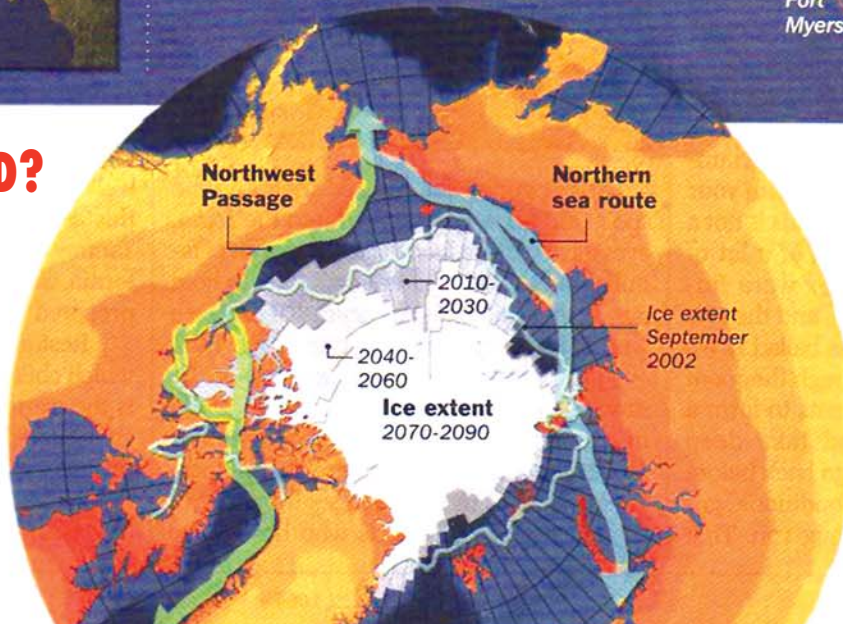 Fort
Myers
D?
Northwest
Passage
Northern
sea route
2010-
2030
Ice extent
September
2002
2040-
2060
Ice extent
2070-2090